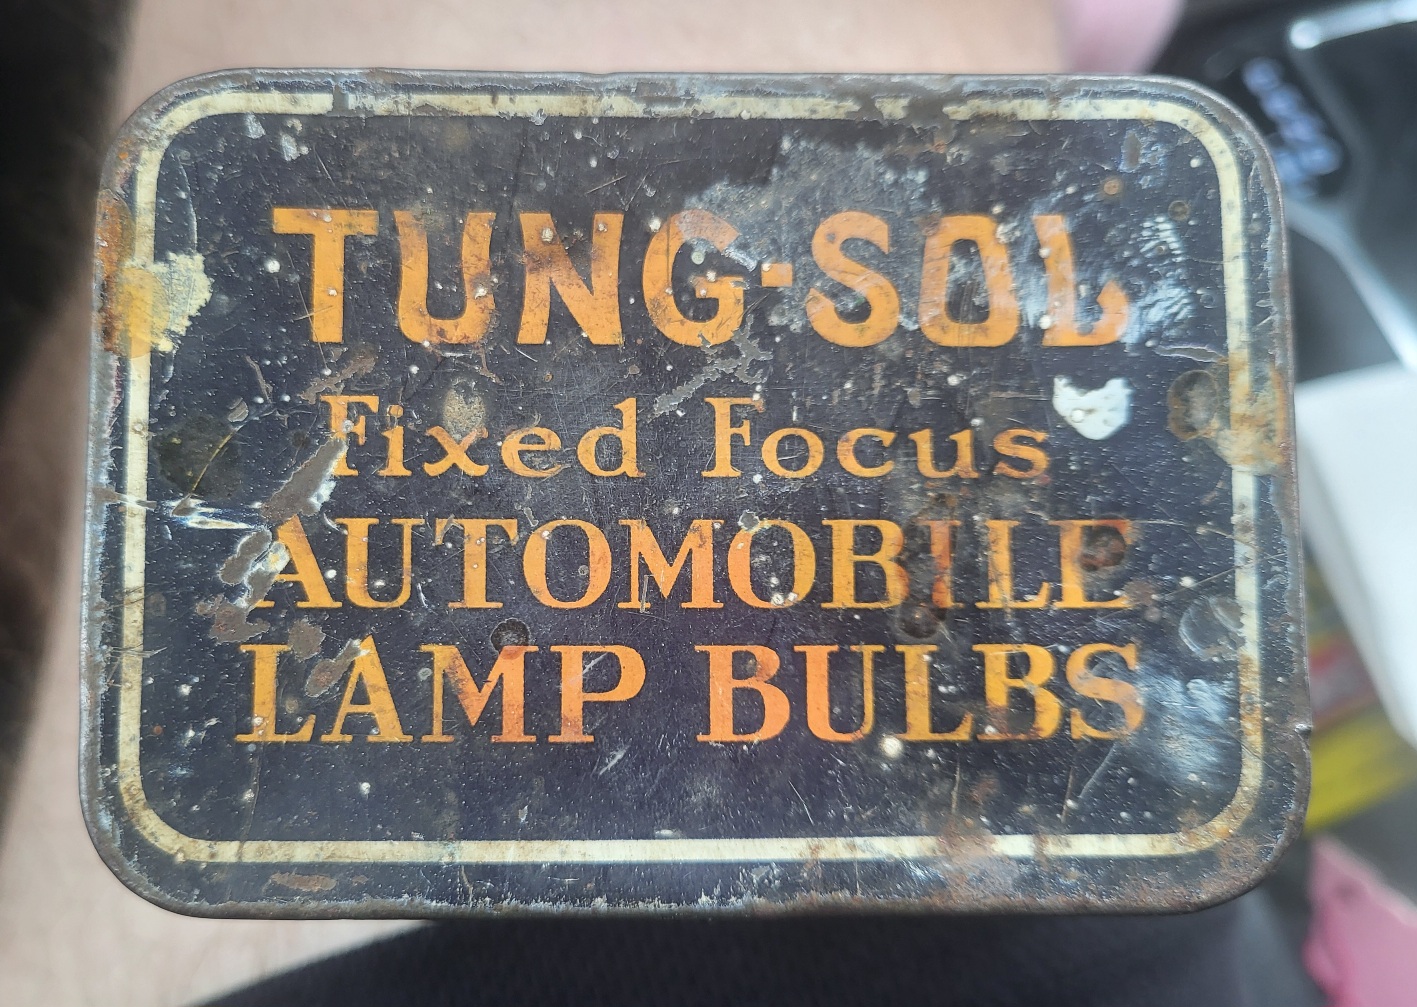 TUNG-SOL
Fixed Focus
AUTOMOBILE
LAMP BULBS